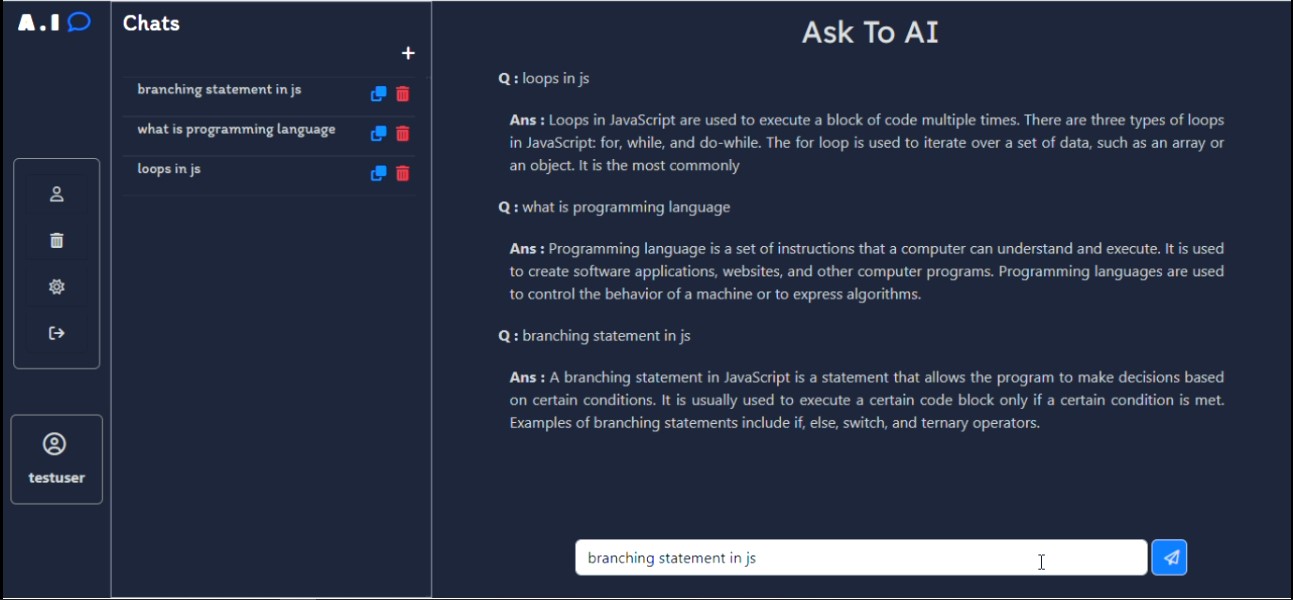 A.I
Chats
+
branching statement in js
what is programming language
loops in js
testuser
Ask To AI
Q : loops in js
Ans : Loops in JavaScript are used to execute a block of code multiple times. There are three types of loops
in JavaScript: for, while, and do-while. The for loop is used to iterate over a set of data, such as an array or
an object. It is the most commonly
Q : what is programming language
Ans : Programming language is a set of instructions that a computer can understand and execute. It is used
to create software applications, websites, and other computer programs. Programming languages are used
to control the behavior of a machine or to express algorithms.
Q : branching statement in js
Ans : A branching statement in JavaScript is a statement that allows the program to make decisions based
on certain conditions. It is usually used to execute a certain code block only if a certain condition is met.
Examples of branching statements include if, else, switch, and ternary operators.
branching statement in js